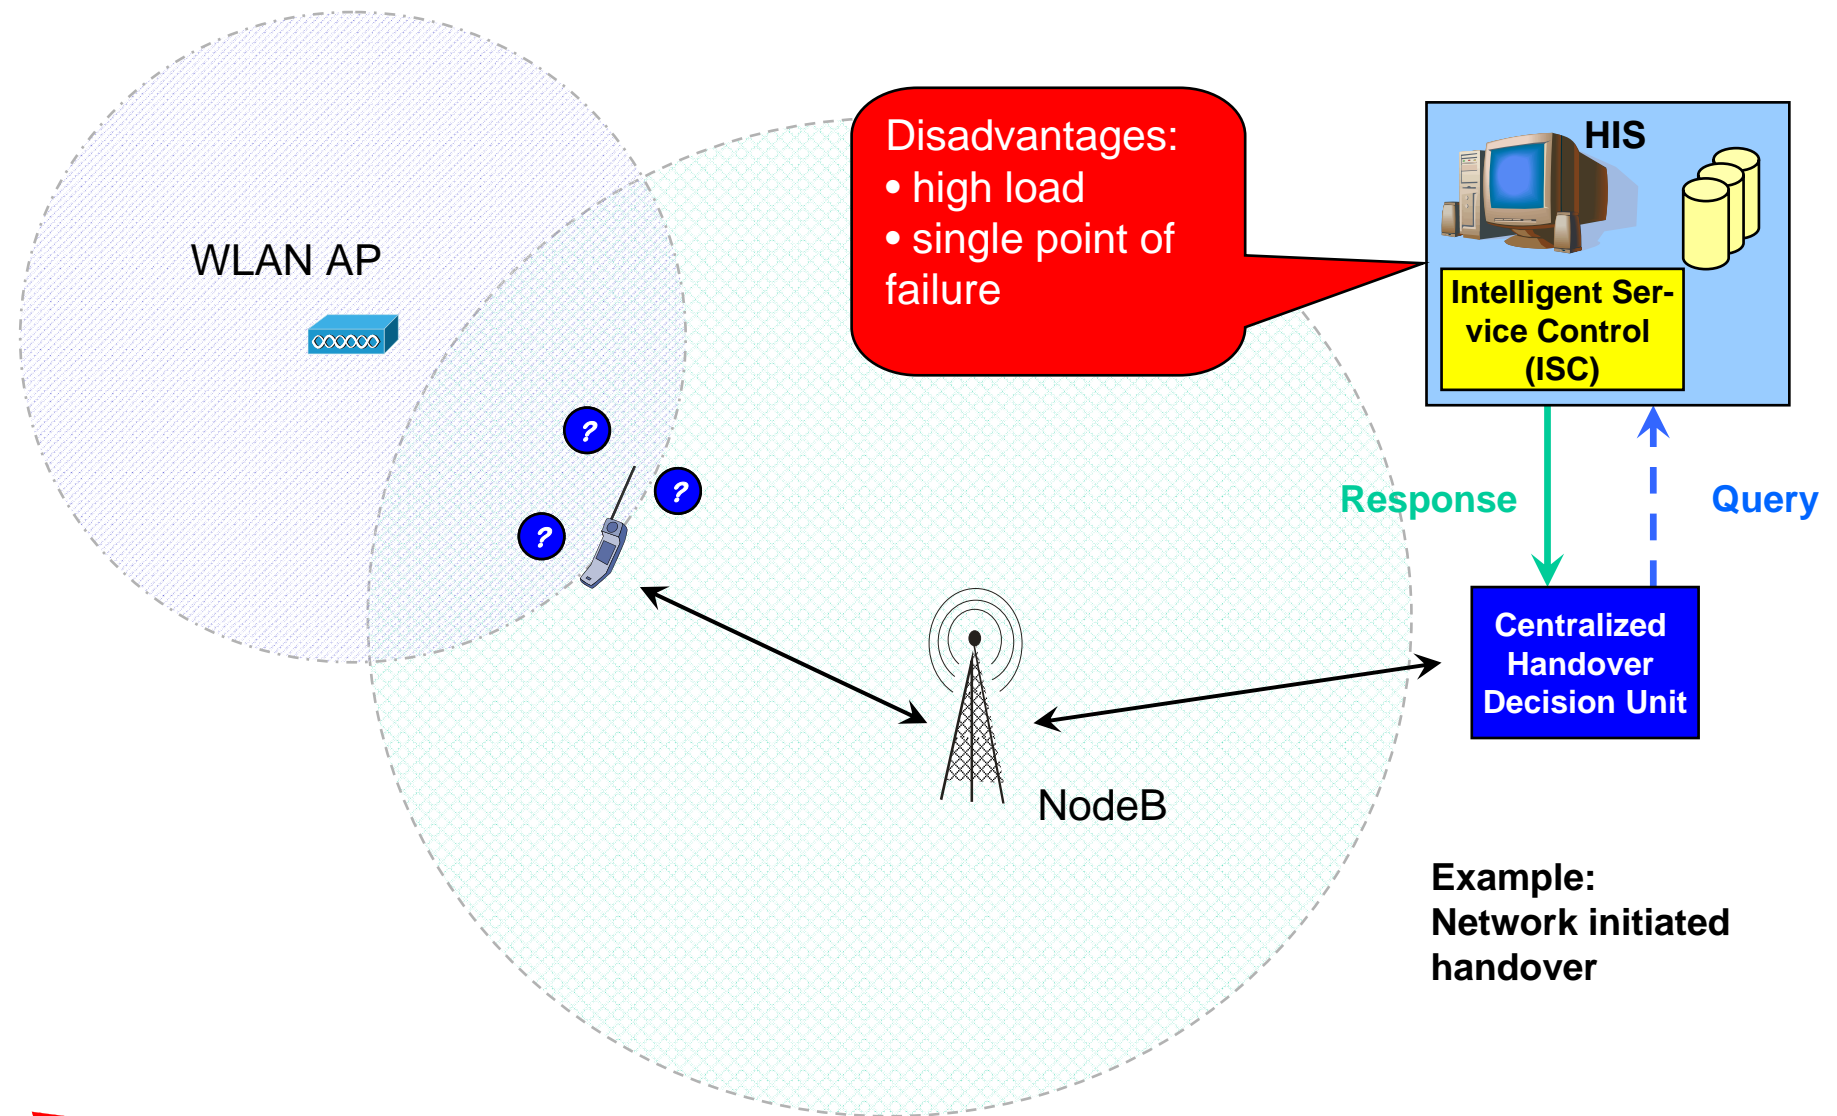 WLAN AP
Disadvantages:
• high load
• single point of
failure
HIS
Intelligent Ser-
vice Control
(ISC)
?
?
?
Response
Query
Centralized
Handover
Decision Unit
NodeB
Example:
Network initiated
handover